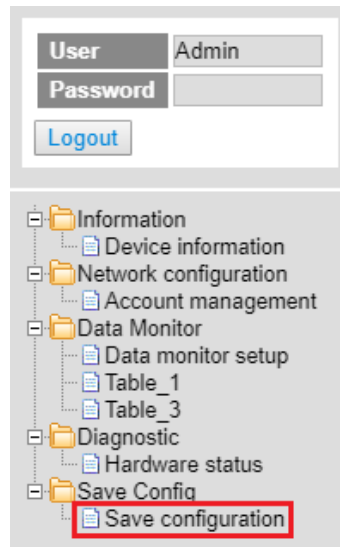 User Admin
Password
Logout
Information
Device information
Network configuration
Account management
Data Monitor
Data monitor setup
Table_1
Table_3
Diagnostic
Hardware status
Save Config
Save configuration